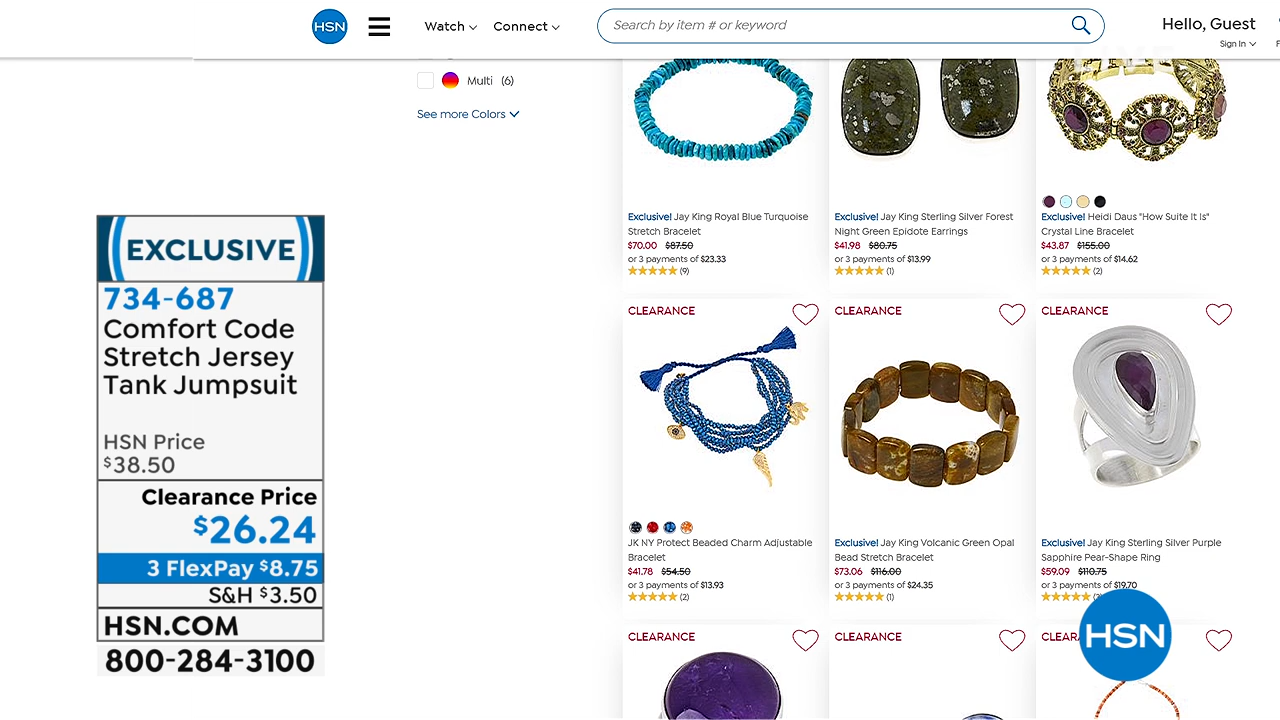 HSN
Watch
Connect
Search by item # or keyword
Hello, Guest
Sign In
LIVE
Multi (6)
See more Colors
EXCLUSIVE
734-687
Comfort Code
Stretch Jersey
Tank Jumpsuit
HSN Price
$38.50
Clearance Price
$26.24
3 FlexPay $8.75
S&H $3.50
HSN.COM
800-284-3100
Exclusive! Jay King Royal Blue Turquoise
Stretch Bracelet
$70.00 $87.50
or 3 payments of $23.33
(9)
Exclusive! Jay King Sterling Silver Forest
Night Green Epidote Earrings
$41.98 $80.75
or 3 payments of $13.99
(1)
Exclusive! Heidi Daus "How Suite It Is"
Crystal Line Bracelet
$43.87 $155.00
or 3 payments of $14.62
(2)
CLEARANCE
JK NY Protect Beaded Charm Adjustable
Bracelet
$41.78 $54.50
or 3 payments of $13.93
(2)
CLEARANCE
Exclusive! Jay King Volcanic Green Opal
Bead Stretch Bracelet
$73.06 $116.00
or 3 payments of $24.35
(1)
CLEARANCE
Exclusive! Jay King Sterling Silver Purple
Sapphire Pear-Shape Ring
$59.09 $110.75
or 3 payments of $19.70
CLEARANCE
CLEARANCE
CLEAR
HSN